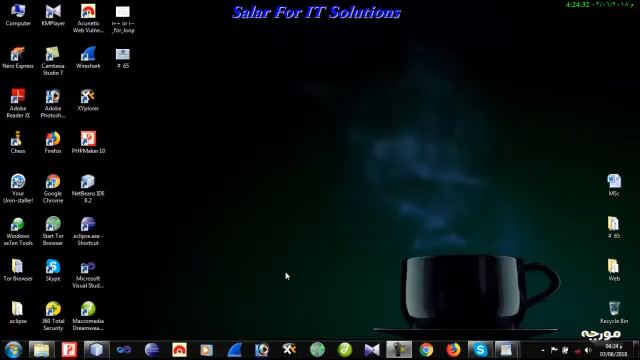 Salar For IT Solutions
4:24:32
Computer
KMPlayer
Acunetix Web Vulne...
i++ or i--_for_loop
Nero Express
Camtasia Studio 7
Wireshark
# 65
Adobe Reader XI
Adobe Photosh...
XYplorer
Chess
Firefox
PHPMaker 10
Your Unin-staller!
Google Chrome
NetBeans IDE 8.2
MSc
Windows se7en Tools
Start Tor Browser
eclipse.exe - Shortcut
# 65
Tor Browser
Skype
Microsoft Visual Stud...
Web
eclipse
360 Total Security
Macromedia Dreamwea...
Recycle Bin
03/06/2018